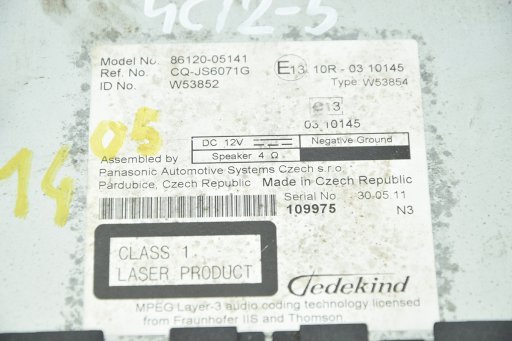 4C12-5
Model No. 86120-05141
Ref. No. CQ-JS6071G
ID No. W53852
E13 10R - 03 10145
Type: W53854
e13
03 10145
05
14
DC 12V
Negative Ground
Speaker 4 Ω
Assembled by
Panasonic Automotive Systems Czech s.r.o
Pardubice, Czech Republic Made in Czech Republic
Serial No 30.05.11
109975 N3
CLASS 1
LASER PRODUCT
Tedekind
MPEG Layer-3 audio coding technology licensed
from Fraunhofer IIS and Thomson.